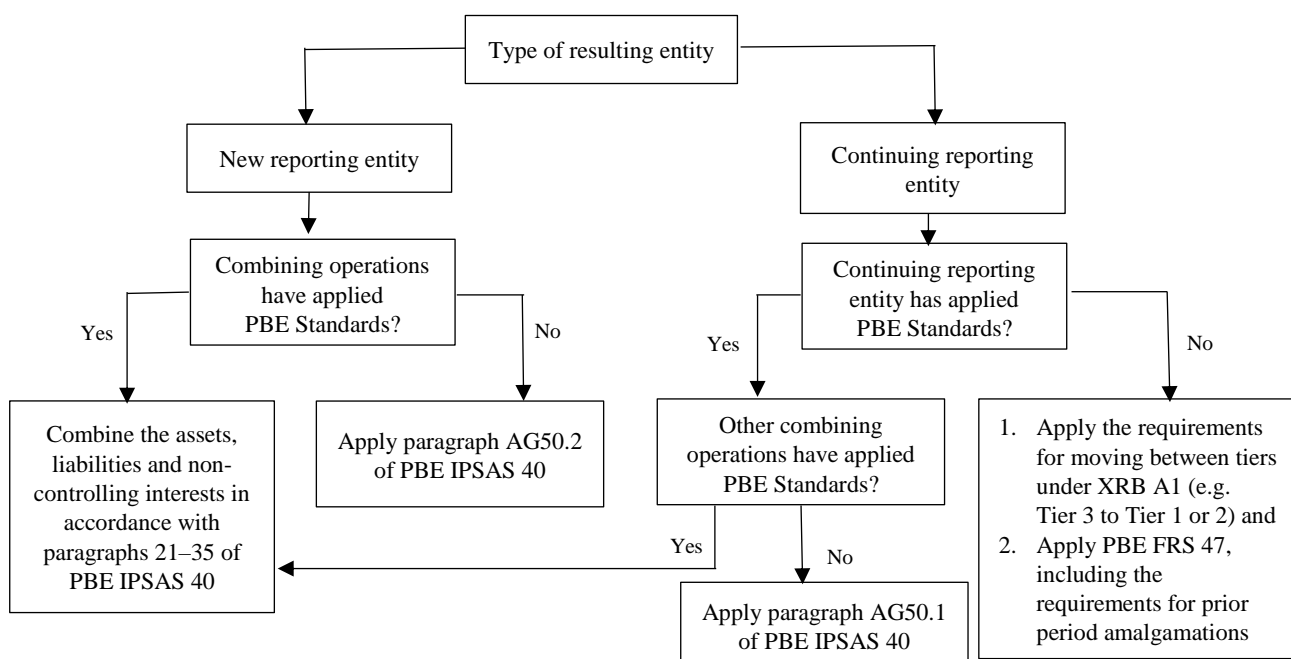 Type of resulting entity
New reporting entity
Continuing reporting
entity
Combining operations
have applied
PBE Standards?
Continuing reporting
entity has applied
PBE Standards?
Yes
No
Yes
No
Combine the assets,
liabilities and non-
controlling interests in
accordance with
paragraphs 21–35 of
PBE IPSAS 40
Apply paragraph AG50.2
of PBE IPSAS 40
Other combining
operations have applied
PBE Standards?
1. Apply the requirements
for moving between tiers
under XRB A1 (e.g.
Tier 3 to Tier 1 or 2) and
2. Apply PBE FRS 47,
including the
requirements for prior
period amalgamations
Yes
No
Apply paragraph AG50.1
of PBE IPSAS 40